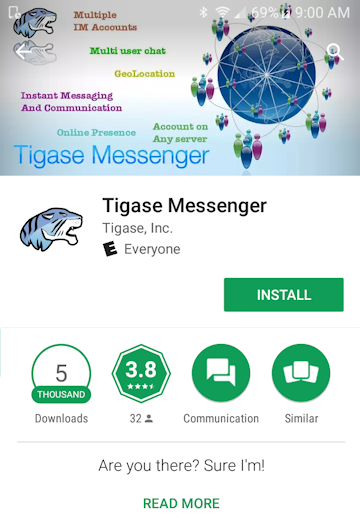 69% 9:00 AM
Multiple
IM Accounts
Multi user chat
GeoLocation
Instant Messaging
And Communication
Online Presence
Account on
Any server
Tigase Messenger
Tigase Messenger
Tigase, Inc.
E Everyone
INSTALL
5
THOUSAND
3.8
Downloads
32
Communication
Similar
Are you there? Sure I'm!
READ MORE